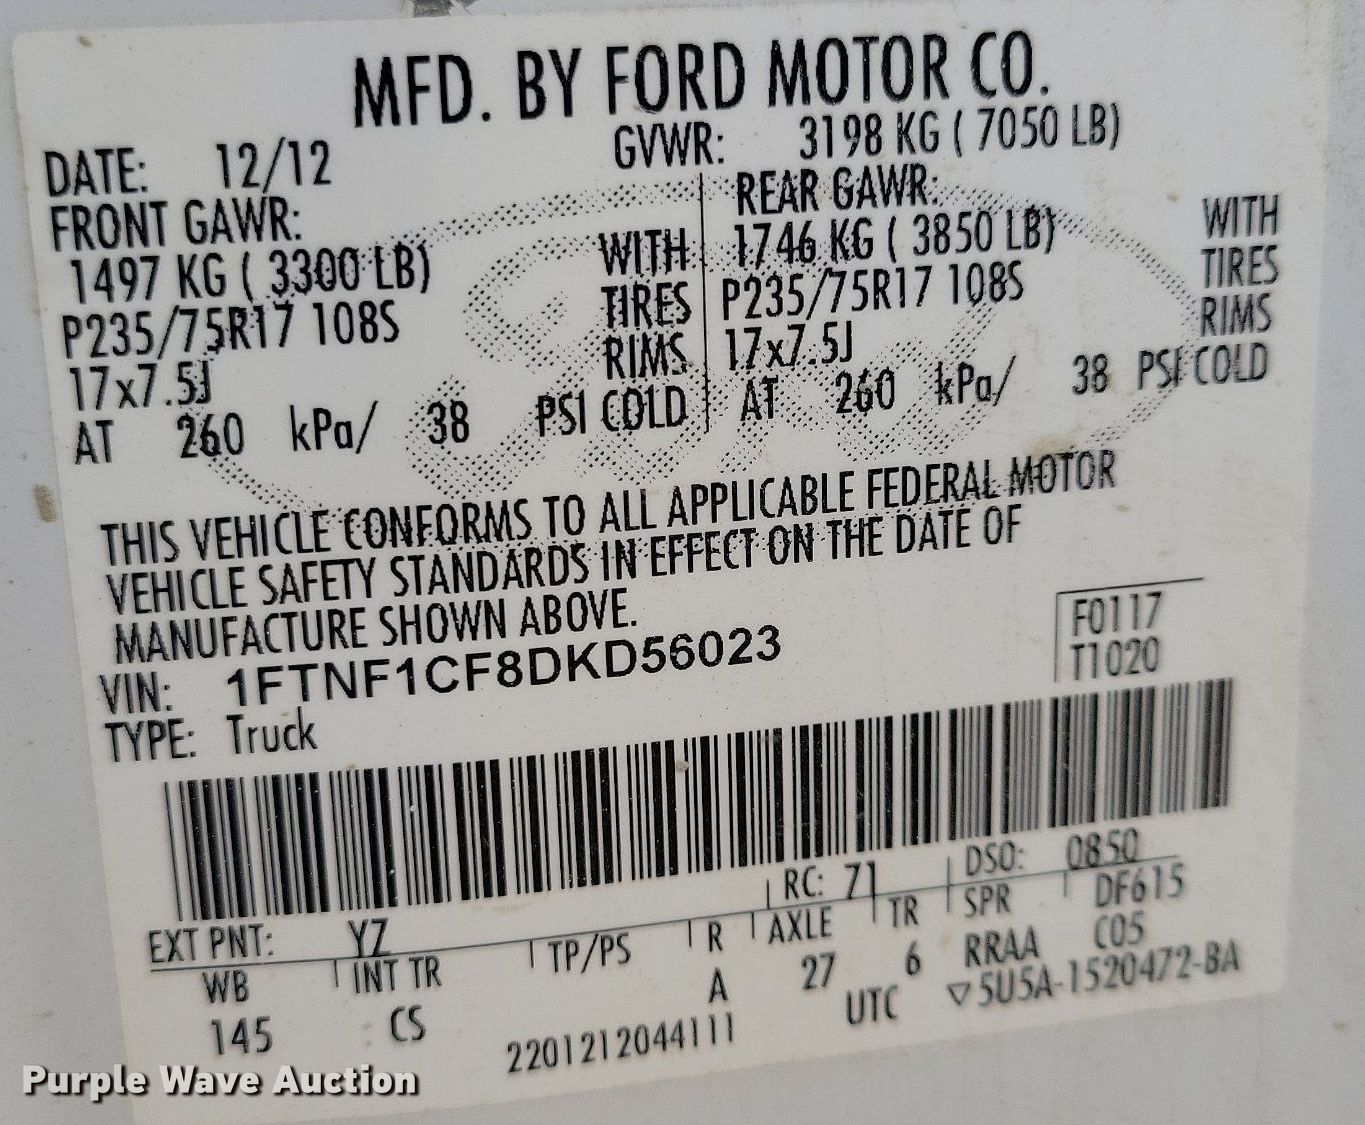 MFD. BY FORD MOTOR CO.
DATE: 12/12 GVWR: 3198 KG ( 7050 LB)
FRONT GAWR: REAR GAWR:
1497 KG ( 3300 LB) WITH 1746 KG ( 3850 LB) WITH
P235/75R17 108S TIRES P235/75R17 108S TIRES
17x7.5J RIMS 17x7.5J RIMS
AT 260 kPa/ 38 PSI COLD AT 260 kPa/ 38 PSI COLD
THIS VEHICLE CONFORMS TO ALL APPLICABLE FEDERAL MOTOR
VEHICLE SAFETY STANDARDS IN EFFECT ON THE DATE OF
MANUFACTURE SHOWN ABOVE.
VIN: 1FTNF1CF8DKD56023
F0117
T1020
TYPE: Truck
EXT PNT: YZ RC: 71 DSO: 0850
WB INT TR TP/PS R AXLE TR SPR DF615
145 CS A 27 6 RRAA C05
2201212044111 UTC ▽5U5A-1520472-BA
Purple Wave Auction